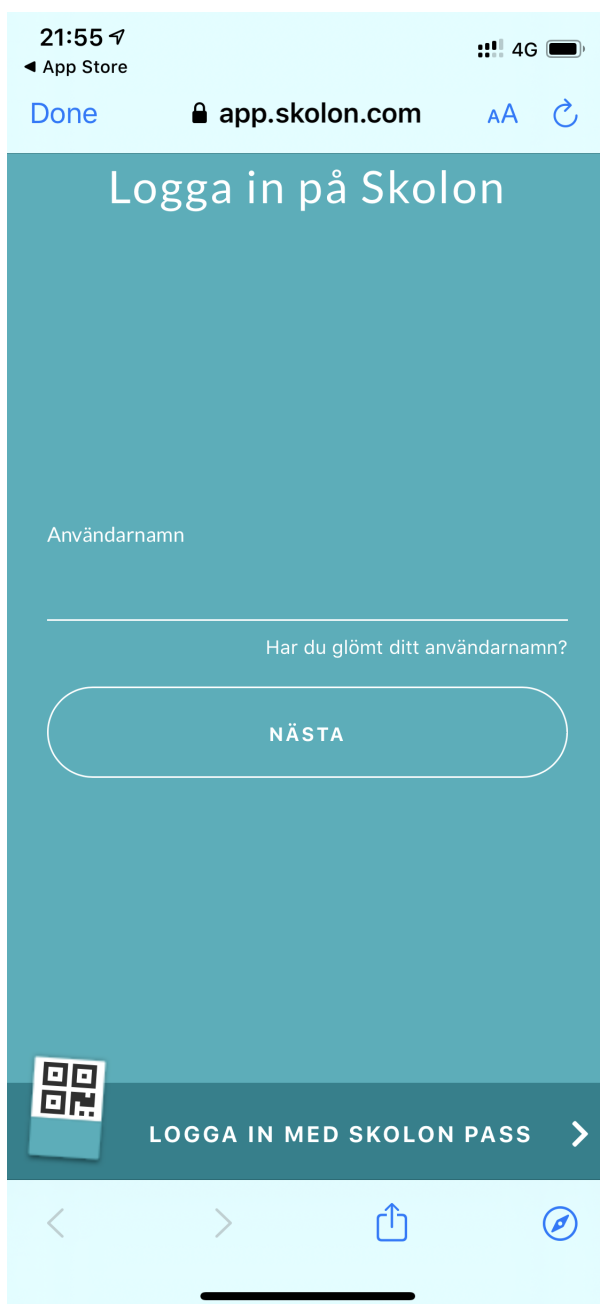 21:55
◀ App Store
4G
Done
app.skolon.com
AA
Logga in på Skolon
Användarnamn
Har du glömt ditt användarnamn?
NÄSTA
LOGGA IN MED SKOLON PASS